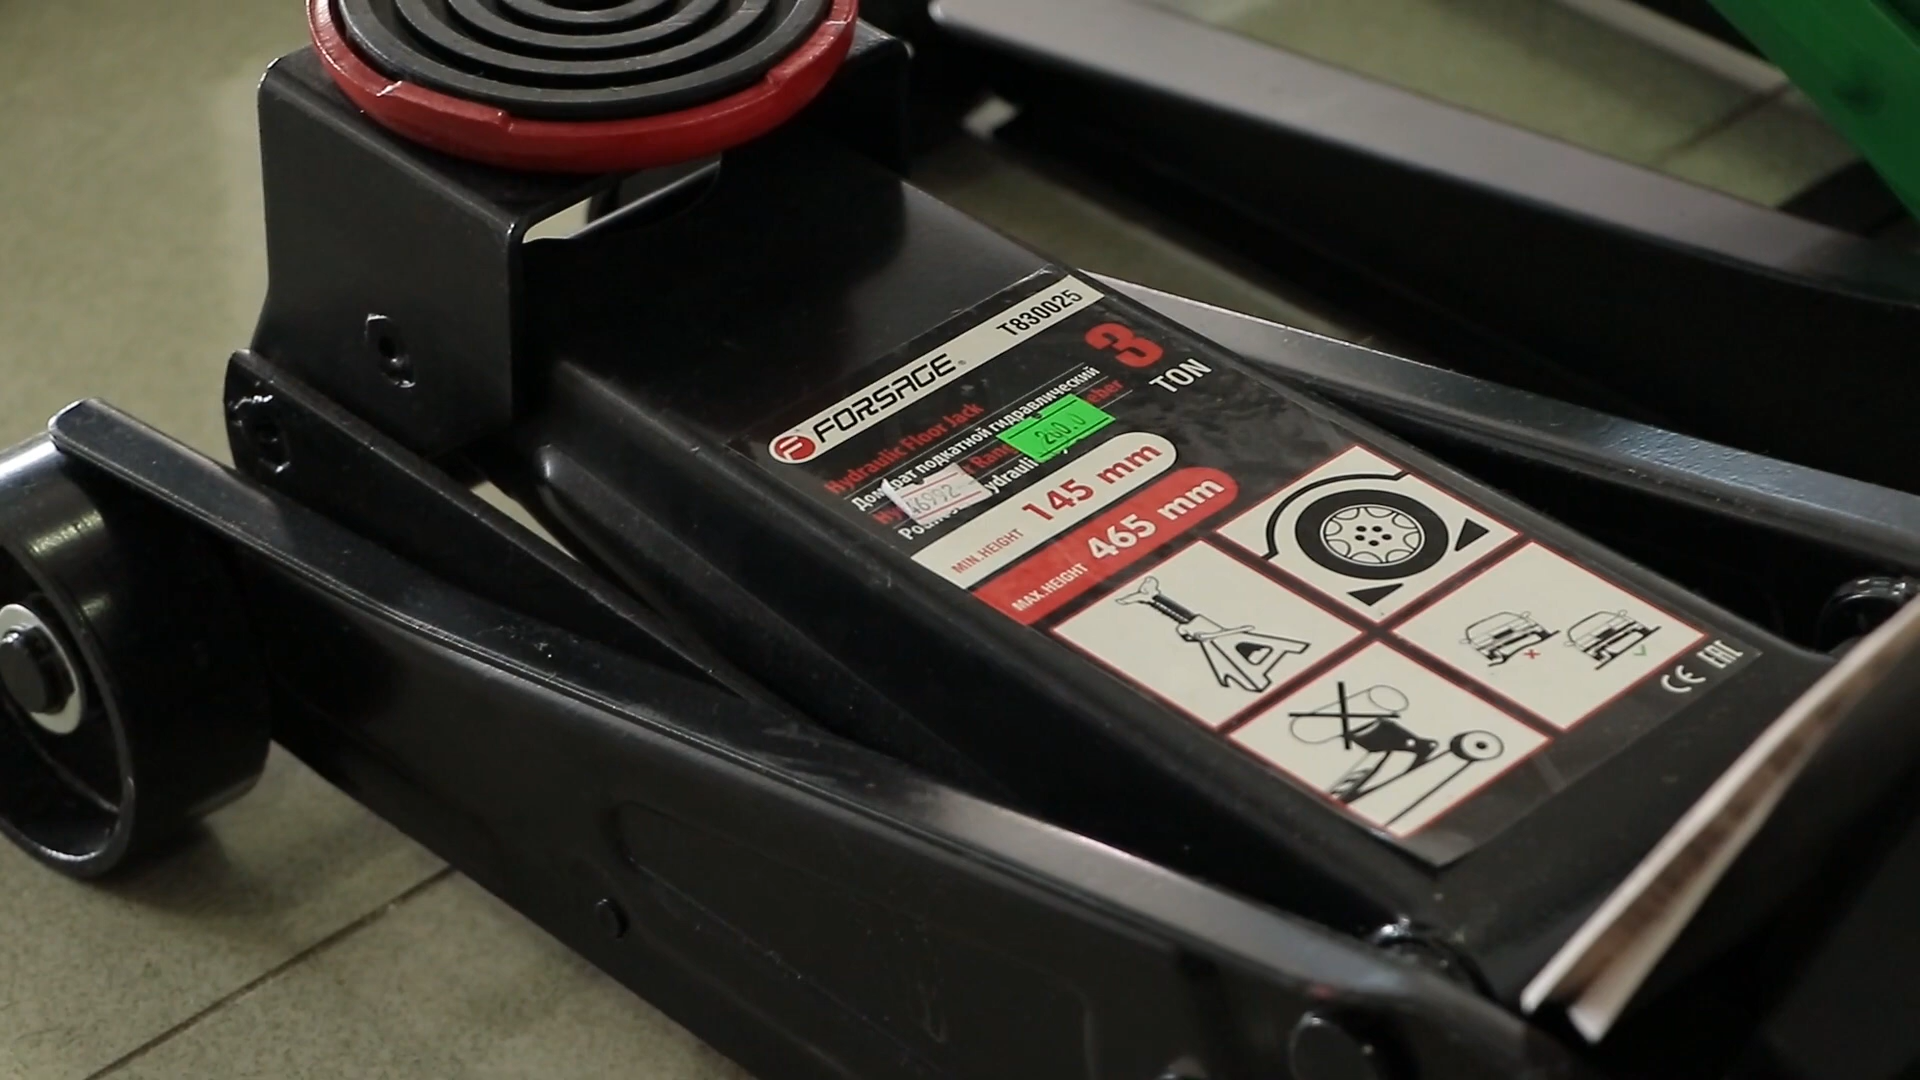 T830025
FORSAGE
3
TON
Hydraulic Floor Jack
Домкрат подкатной гидравлический
145 mm
MIN.HEIGHT
465 mm
MAX.HEIGHT
46992
CE EAC